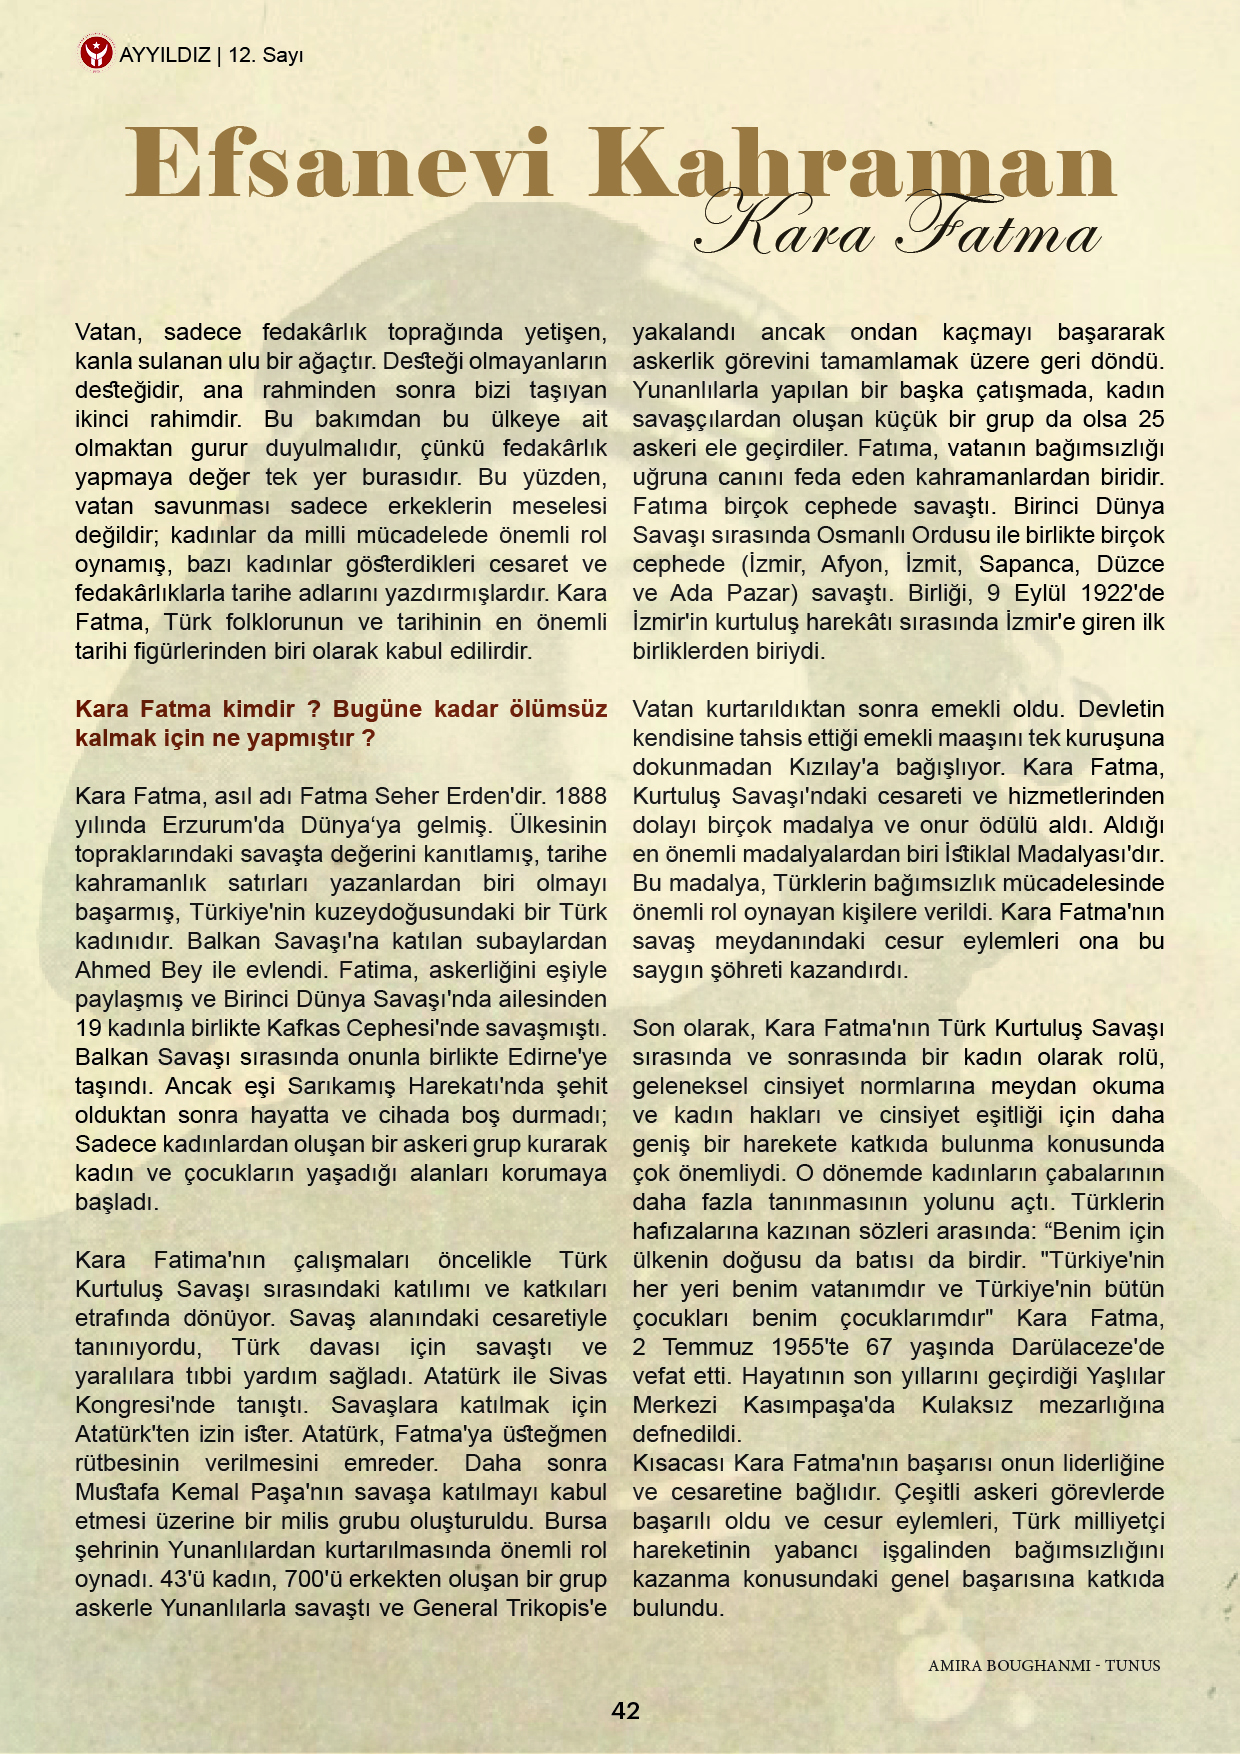 AYYILDIZ | 12. Sayı
Efsanevi Kahraman
Kara Fatma
Vatan, sadece fedakârlık toprağında yetişen,
kanla sulanan ulu bir ağaçtır. Desteği olmayanların
desteğidir, ana rahminden sonra bizi taşıyan
ikinci rahimdir. Bu bakımdan bu ülkeye ait
olmaktan gurur duyulmalıdır, çünkü fedakârlık
yapmaya değer tek yer burasıdır. Bu yüzden,
vatan savunması sadece erkeklerin meselesi
değildir; kadınlar da milli mücadelede önemli rol
oynamış, bazı kadınlar gösterdikleri cesaret ve
fedakârlıklarla tarihe adlarını yazdırmışlardır. Kara
Fatma, Türk folklorunun ve tarihinin en önemli
tarihi figürlerinden biri olarak kabul edilirdir.
Kara Fatma kimdir ? Bugüne kadar ölümsüz
kalmak için ne yapmıştır ?
Kara Fatma, asıl adı Fatma Seher Erden'dir. 1888
yılında Erzurum'da Dünya‘ya gelmiş. Ülkesinin
topraklarındaki savaşta değerini kanıtlamış, tarihe
kahramanlık satırları yazanlardan biri olmayı
başarmış, Türkiye'nin kuzeydoğusundaki bir Türk
kadınıdır. Balkan Savaşı'na katılan subaylardan
Ahmed Bey ile evlendi. Fatima, askerliğini eşiyle
paylaşmış ve Birinci Dünya Savaşı'nda ailesinden
19 kadınla birlikte Kafkas Cephesi'nde savaşmıştı.
Balkan Savaşı sırasında onunla birlikte Edirne'ye
taşındı. Ancak eşi Sarıkamış Harekatı'nda şehit
olduktan sonra hayatta ve cihada boş durmadı;
Sadece kadınlardan oluşan bir askeri grup kurarak
kadın ve çocukların yaşadığı alanları korumaya
başladı.
Kara Fatima'nın çalışmaları öncelikle Türk
Kurtuluş Savaşı sırasındaki katılımı ve katkıları
etrafında dönüyor. Savaş alanındaki cesaretiyle
tanınıyordu, Türk davası için savaştı ve
yaralılara tıbbi yardım sağladı. Atatürk ile Sivas
Kongresi'nde tanıştı. Savaşlara katılmak için
Atatürk'ten izin ister. Atatürk, Fatma'ya üsteğmen
rütbesinin verilmesini emreder. Daha sonra
Mustafa Kemal Paşa'nın savaşa katılmayı kabul
etmesi üzerine bir milis grubu oluşturuldu. Bursa
şehrinin Yunanlılardan kurtarılmasında önemli rol
oynadı. 43'ü kadın, 700'ü erkekten oluşan bir grup
askerle Yunanlılarla savaştı ve General Trikopis'e
yakalandı ancak ondan kaçmayı başararak
askerlik görevini tamamlamak üzere geri döndü.
Yunanlılarla yapılan bir başka çatışmada, kadın
savaşçılardan oluşan küçük bir grup da olsa 25
askeri ele geçirdiler. Fatıma, vatanın bağımsızlığı
uğruna canını feda eden kahramanlardan biridir.
Fatıma birçok cephede savaştı. Birinci Dünya
Savaşı sırasında Osmanlı Ordusu ile birlikte birçok
cephede (İzmir, Afyon, İzmit, Sapanca, Düzce
ve Ada Pazar) savaştı. Birliği, 9 Eylül 1922'de
İzmir'in kurtuluş harekâtı sırasında İzmir'e giren ilk
birliklerden biriydi.
Vatan kurtarıldıktan sonra emekli oldu. Devletin
kendisine tahsis ettiği emekli maaşını tek kuruşuna
dokunmadan Kızılay'a bağışlıyor. Kara Fatma,
Kurtuluş Savaşı'ndaki cesareti ve hizmetlerinden
dolayı birçok madalya ve onur ödülü aldı. Aldığı
en önemli madalyalardan biri İstiklal Madalyası'dır.
Bu madalya, Türklerin bağımsızlık mücadelesinde
önemli rol oynayan kişilere verildi. Kara Fatma'nın
savaş meydanındaki cesur eylemleri ona bu
saygın şöhreti kazandırdı.
Son olarak, Kara Fatma'nın Türk Kurtuluş Savaşı
sırasında ve sonrasında bir kadın olarak rolü,
geleneksel cinsiyet normlarına meydan okuma
ve kadın hakları ve cinsiyet eşitliği için daha
geniş bir harekete katkıda bulunma konusunda
çok önemliydi. O dönemde kadınların çabalarının
daha fazla tanınmasının yolunu açtı. Türklerin
hafızalarına kazınan sözleri arasında: “Benim için
ülkenin doğusu da batısı da birdir. "Türkiye'nin
her yeri benim vatanımdır ve Türkiye'nin bütün
çocukları benim çocuklarımdır" Kara Fatma,
2 Temmuz 1955'te 67 yaşında Darülaceze'de
vefat etti. Hayatının son yıllarını geçirdiği Yaşlılar
Merkezi Kasımpaşa'da Kulaksız mezarlığına
defnedildi.
Kısacası Kara Fatma'nın başarısı onun liderliğine
ve cesaretine bağlıdır. Çeşitli askeri görevlerde
başarılı oldu ve cesur eylemleri, Türk milliyetçi
hareketinin yabancı işgalinden bağımsızlığını
kazanma konusundaki genel başarısına katkıda
bulundu.
AMIRA BOUGHANMI - TUNUS
42